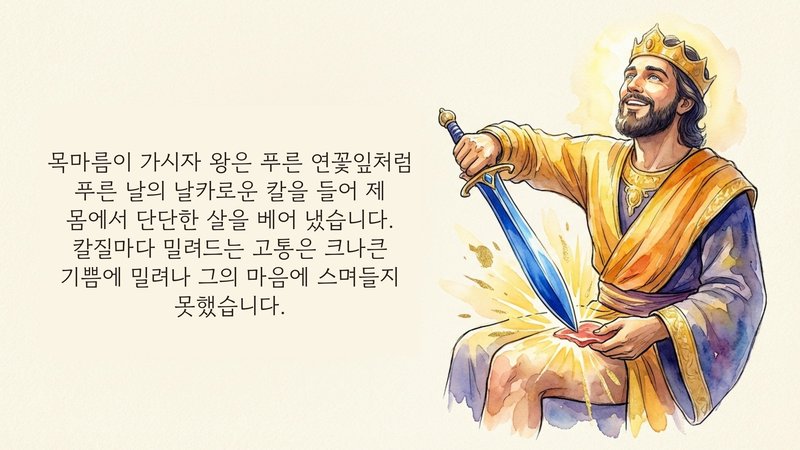 목마름이 가시자 왕은 푸른 연꽃잎처럼
푸른 날의 날카로운 칼을 들어 제
몸에서 단단한 살을 베어 냈습니다.
칼질마다 밀려드는 고통은 크나큰
기쁨에 밀려나 그의 마음에 스며들지
못했습니다.